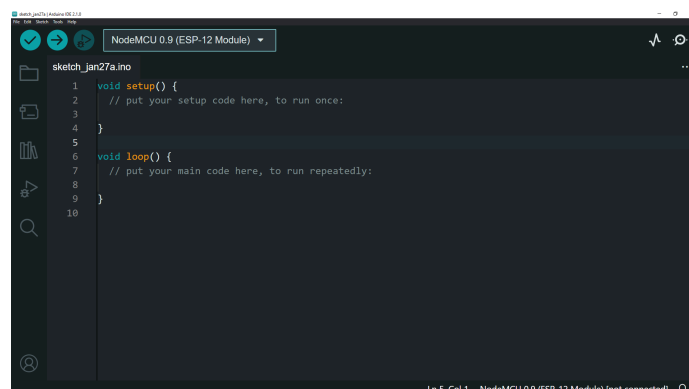 sketch_jan27a | Arduino IDE 2.1.0
File Edit Sketch Tools Help
NodeMCU 0.9 (ESP-12 Module)
sketch_jan27a.ino
1 void setup() {
2 // put your setup code here, to run once:
3
4 }
5
6 void loop() {
7 // put your main code here, to run repeatedly:
8
9 }
10
Ln 5, Col 1 NodeMCU 0.9 (ESP-12 Module) [not connected]